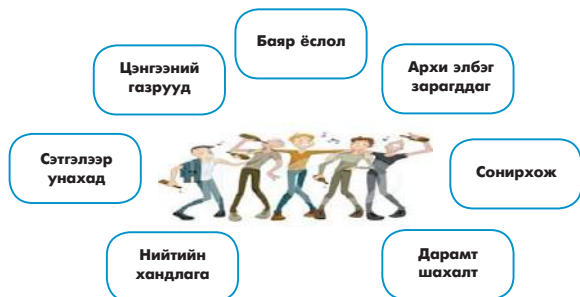 Баяр ёслол
Цэнгээний
газрууд
Архи элбэг
зарагддаг
Сэтгэлээр
унахад
Сонирхож
Нийтийн
хандлага
Дарамт
шахалт